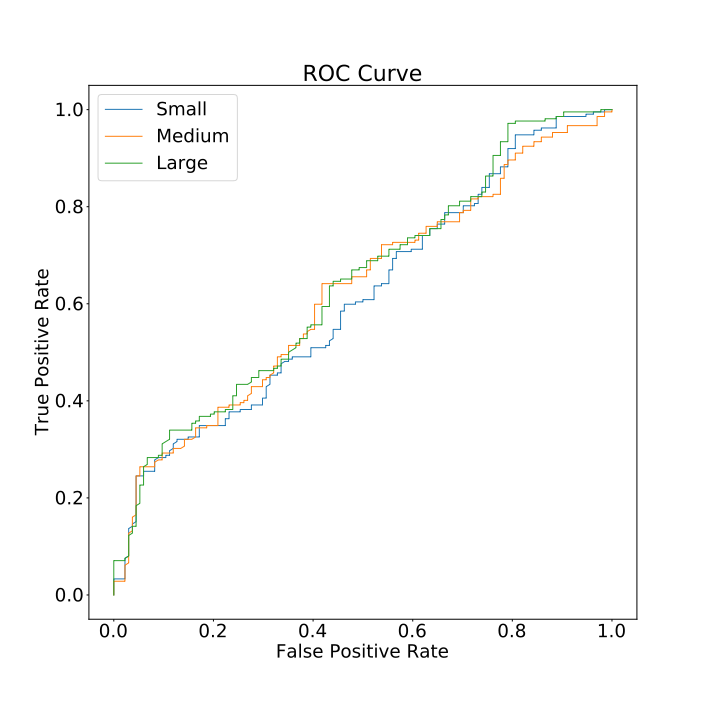 ROC Curve
Small
Medium
Large
True Positive Rate
1.0
0.8
0.6
0.4
0.2
0.0
0.0 0.2 0.4 0.6 0.8 1.0
False Positive Rate